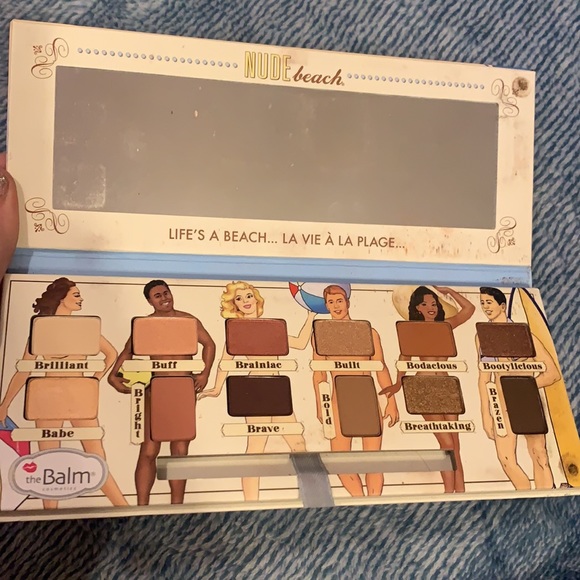 NUDE beach®
LIFE'S A BEACH... LA VIE À LA PLAGE...
Brilliant
Buff
Brainiac
Built
Bodacious
Bootylicious
Babe
Bright
Brave
Bold
Breathtaking
Brazen
theBalm®
cosmetics